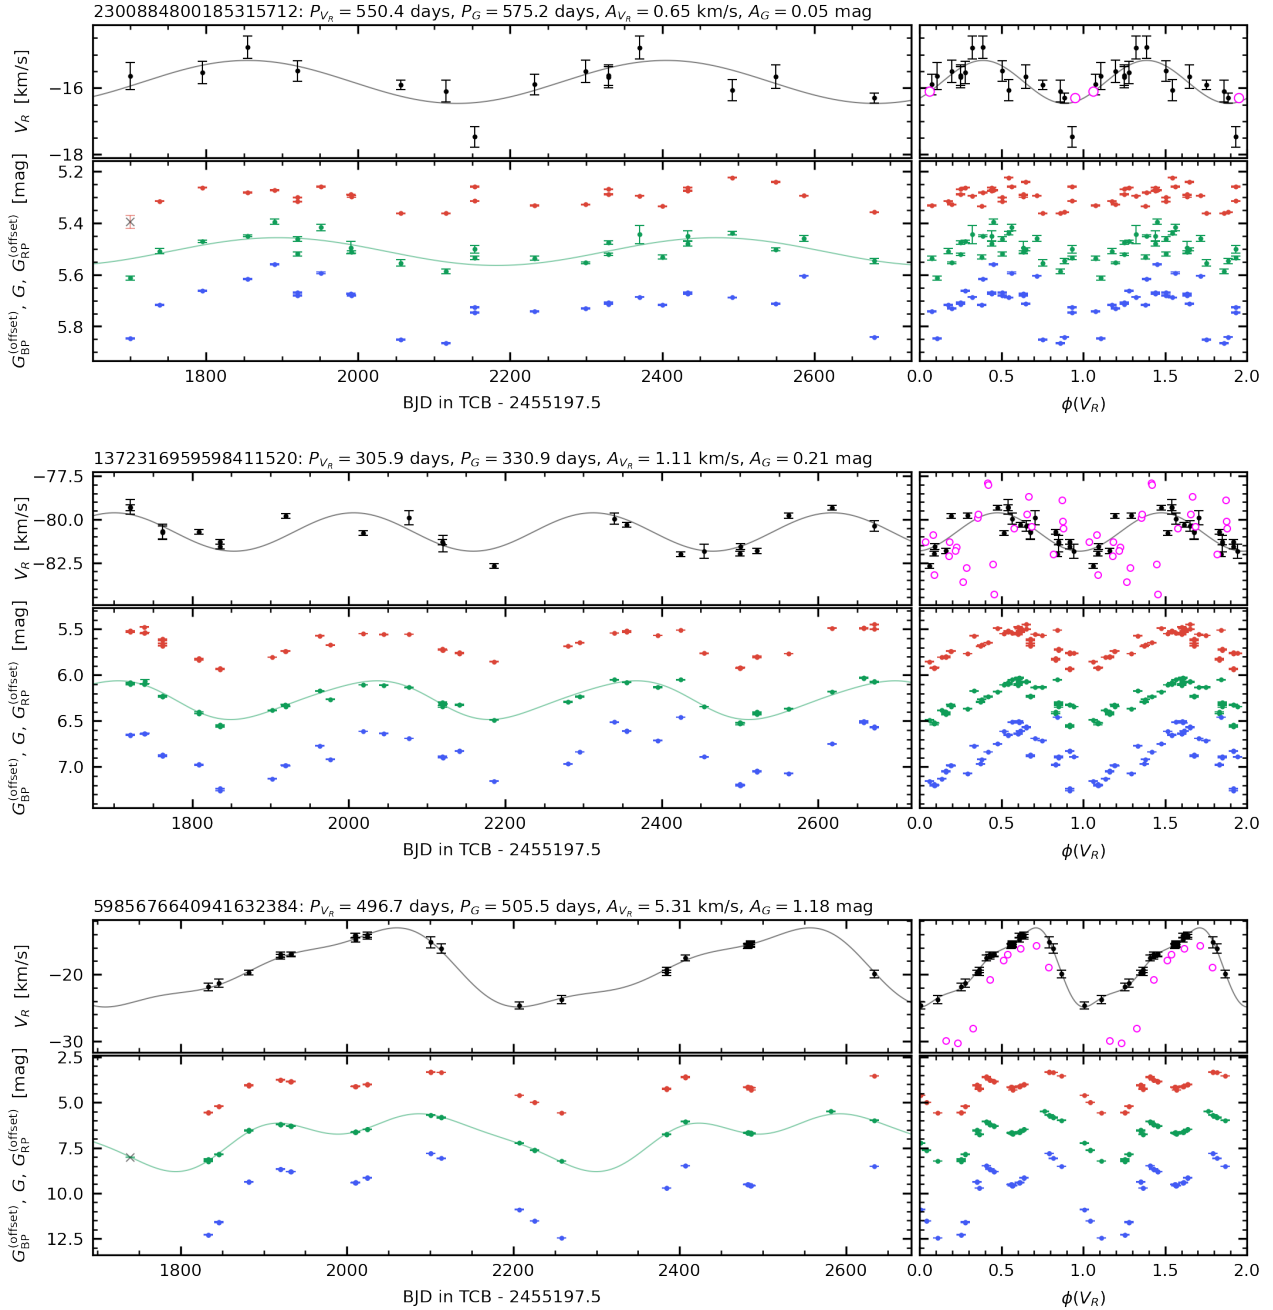 2300884800185315712: P_{V_R} = 550.4 days, P_G = 575.2 days, A_{V_R} = 0.65 km/s, A_G = 0.05 mag
V_R [km/s]
−16
−18
G_BP^(offset), G, G_RP^(offset) [mag]
5.2
5.4
5.6
5.8
1800 2000 2200 2400 2600
0.0 0.5 1.0 1.5 2.0
BJD in TCB - 2455197.5
ϕ(V_R)
1372316959598411520: P_{V_R} = 305.9 days, P_G = 330.9 days, A_{V_R} = 1.11 km/s, A_G = 0.21 mag
V_R [km/s]
−77.5
−80.0
−82.5
G_BP^(offset), G, G_RP^(offset) [mag]
5.5
6.0
6.5
7.0
1800 2000 2200 2400 2600
0.0 0.5 1.0 1.5 2.0
BJD in TCB - 2455197.5
ϕ(V_R)
5985676640941632384: P_{V_R} = 496.7 days, P_G = 505.5 days, A_{V_R} = 5.31 km/s, A_G = 1.18 mag
V_R [km/s]
−20
−30
G_BP^(offset), G, G_RP^(offset) [mag]
2.5
5.0
7.5
10.0
12.5
1800 2000 2200 2400 2600
0.0 0.5 1.0 1.5 2.0
BJD in TCB - 2455197.5
ϕ(V_R)